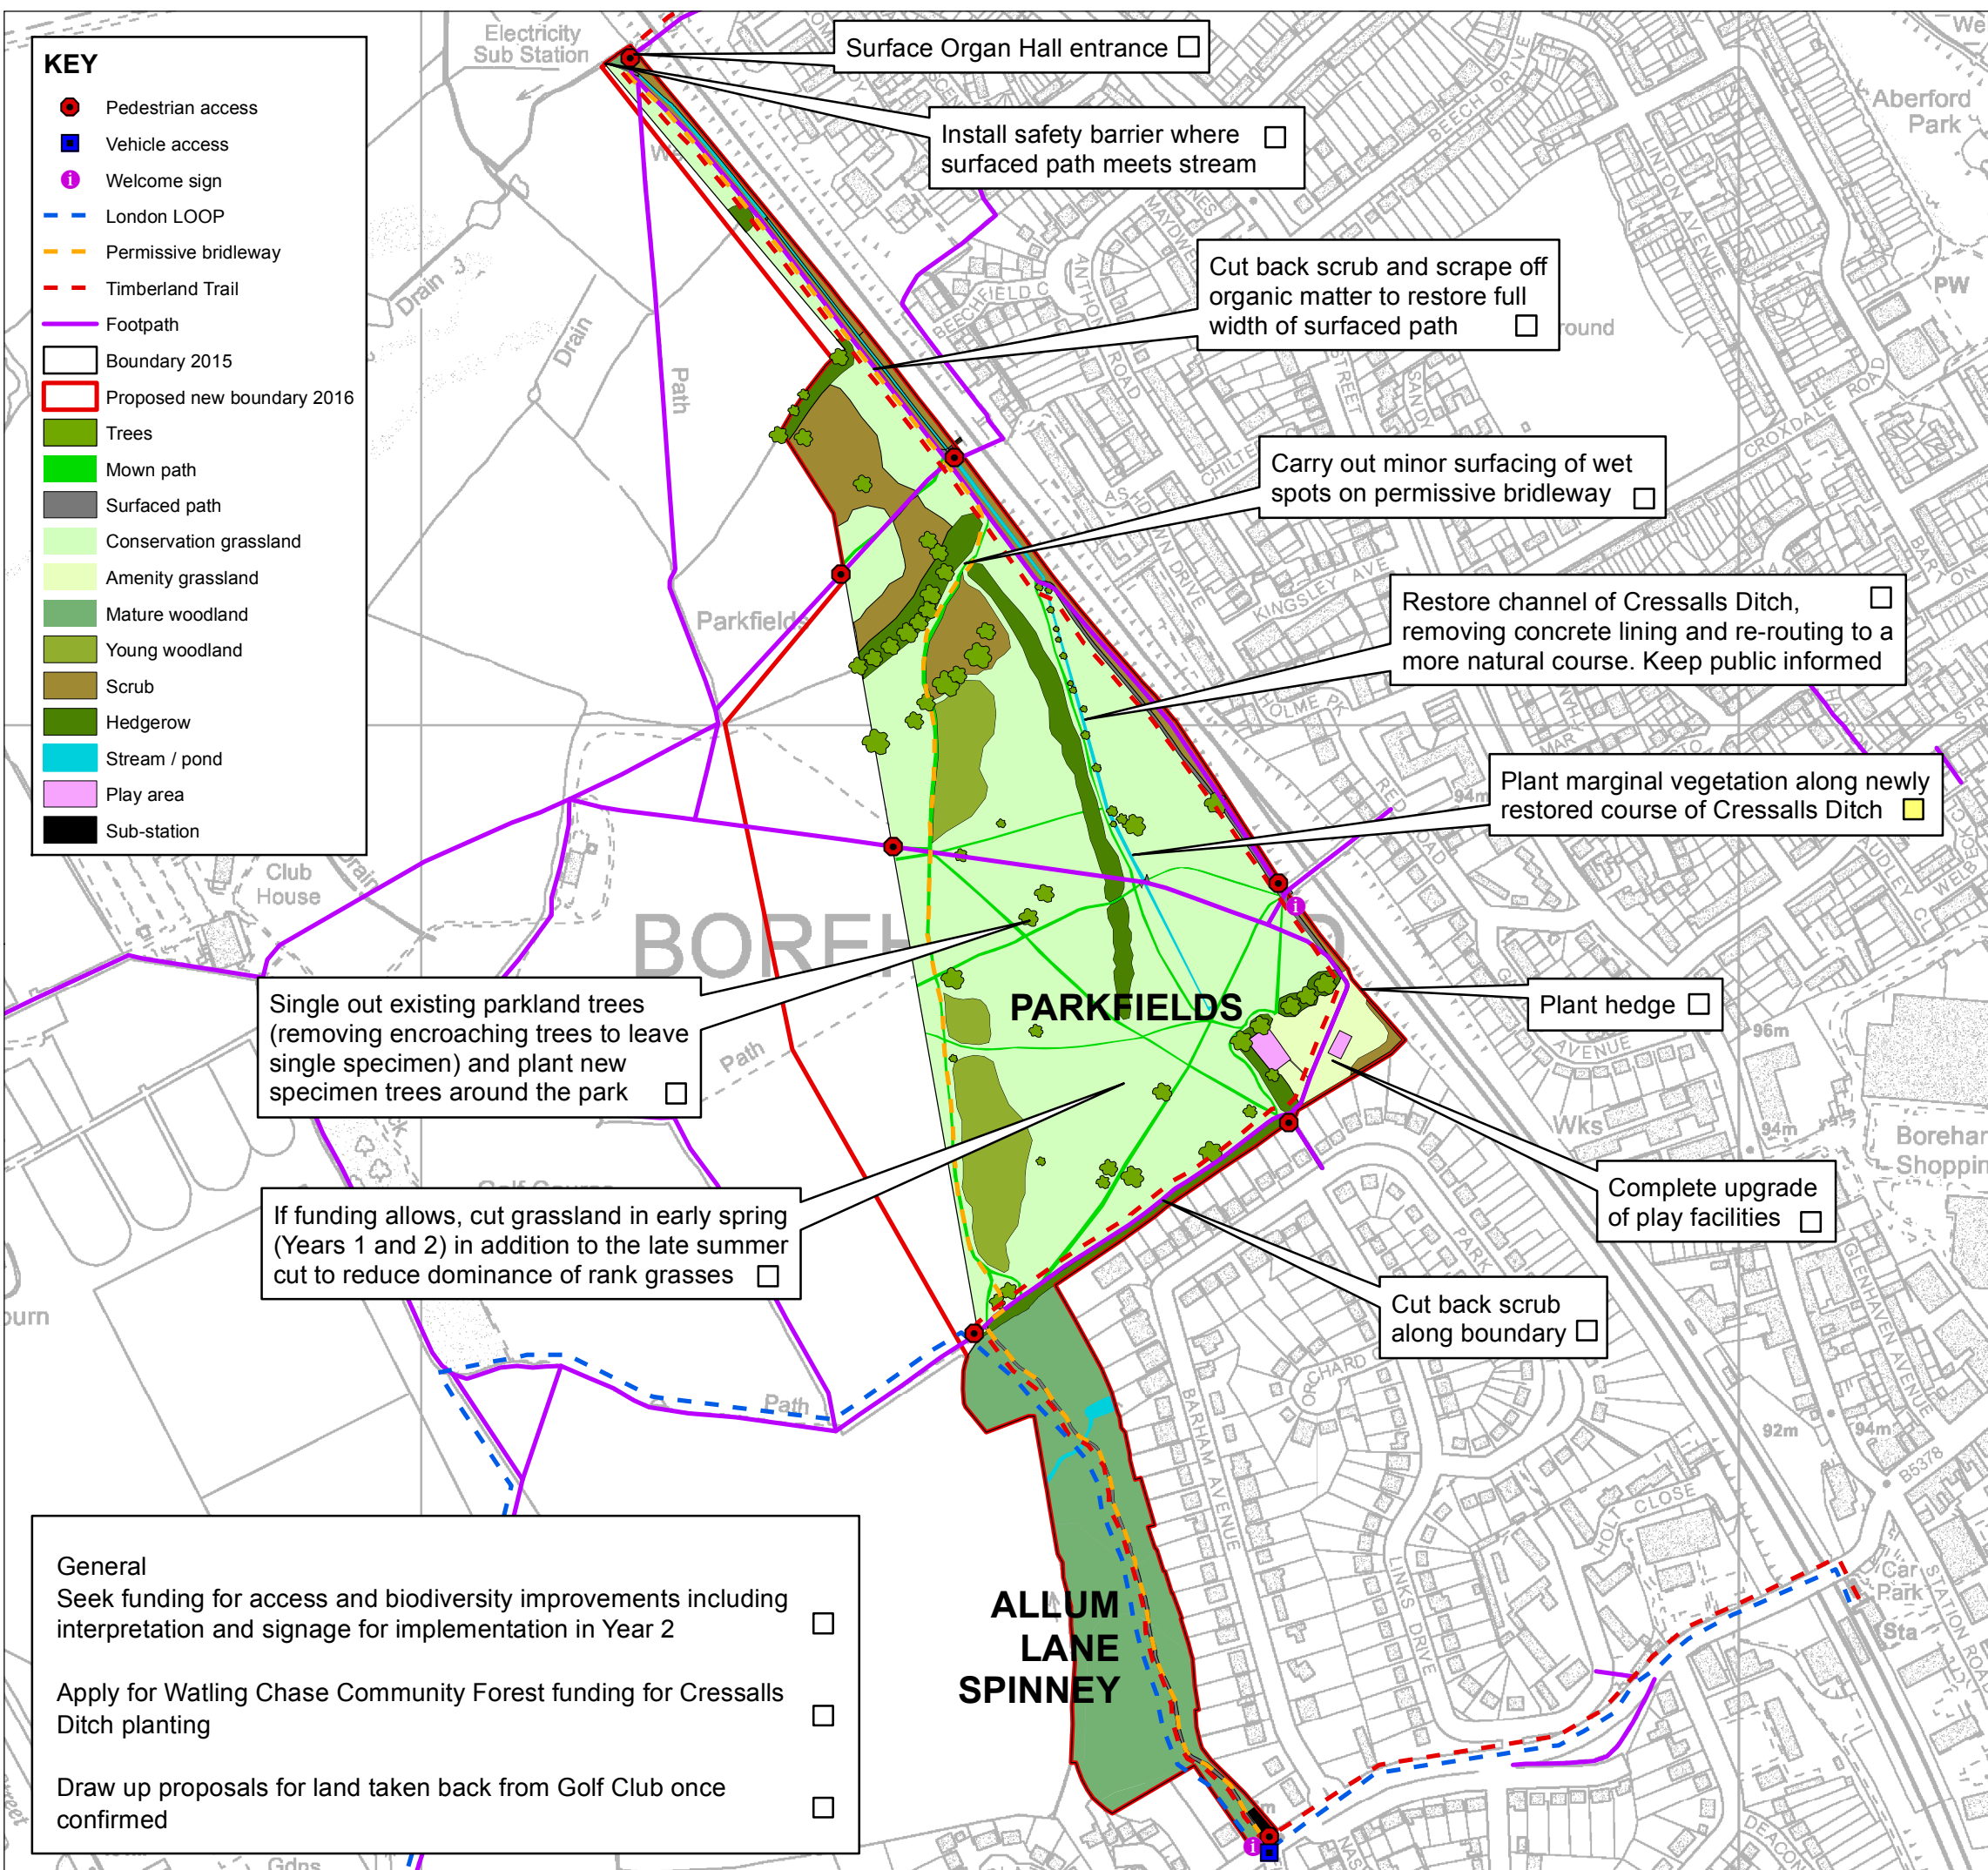 KEY
Pedestrian access
Vehicle access
Welcome sign
London LOOP
Permissive bridleway
Timberland Trail
Footpath
Boundary 2015
Proposed new boundary 2016
Trees
Mown path
Surfaced path
Conservation grassland
Amenity grassland
Mature woodland
Young woodland
Scrub
Hedgerow
Stream / pond
Play area
Sub-station
Electricity
Sub Station
Surface Organ Hall entrance
Install safety barrier where
surfaced path meets stream
Cut back scrub and scrape off
organic matter to restore full
width of surfaced path
Carry out minor surfacing of wet
spots on permissive bridleway
Restore channel of Cressalls Ditch,
removing concrete lining and re-routing to a
more natural course. Keep public informed
Plant marginal vegetation along newly
restored course of Cressalls Ditch
Plant hedge
Complete upgrade
of play facilities
Cut back scrub
along boundary
Single out existing parkland trees
(removing encroaching trees to leave
single specimen) and plant new
specimen trees around the park
If funding allows, cut grassland in early spring
(Years 1 and 2) in addition to the late summer
cut to reduce dominance of rank grasses
PARKFIELDS
ALLUM
LANE
SPINNEY
General
Seek funding for access and biodiversity improvements including
interpretation and signage for implementation in Year 2
Apply for Watling Chase Community Forest funding for Cressalls
Ditch planting
Draw up proposals for land taken back from Golf Club once
confirmed
Aberford
Park
PW
BEECH DRIVE
LINTON AVENUE
CROXDALE ROAD
Drain
Drain
Path
Parkfields
KINGSLEY AVE
Club
House
Drain
Path
Path
AVENUE
96m
94m
94m
Wks
PARK
ORCHARD
BARHAM AVENUE
LINKS DRIVE
HOLT CLOSE
GLENHAVEN AVENUE
92m
94m
B5378
Car
Park
Sta
STATION ROAD
Gdns